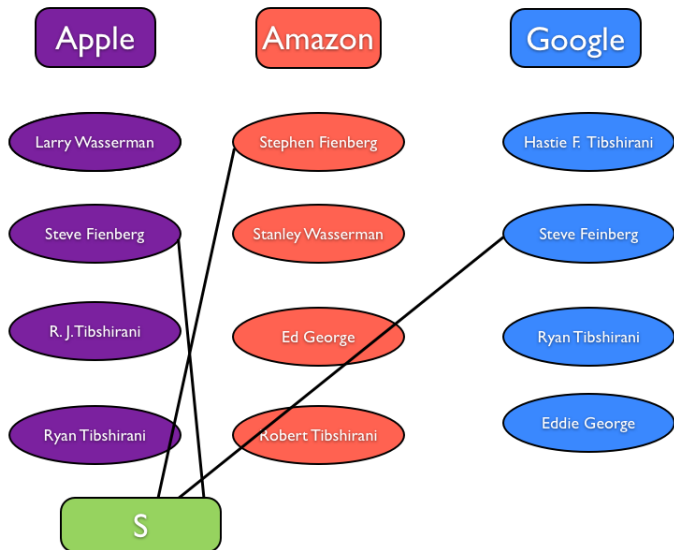 Apple
Amazon
Google
Larry Wasserman
Stephen Fienberg
Hastie F. Tibshirani
Steve Fienberg
Stanley Wasserman
Steve Feinberg
R. J.Tibshirani
Ed George
Ryan Tibshirani
Ryan Tibshirani
Robert Tibshirani
Eddie George
S